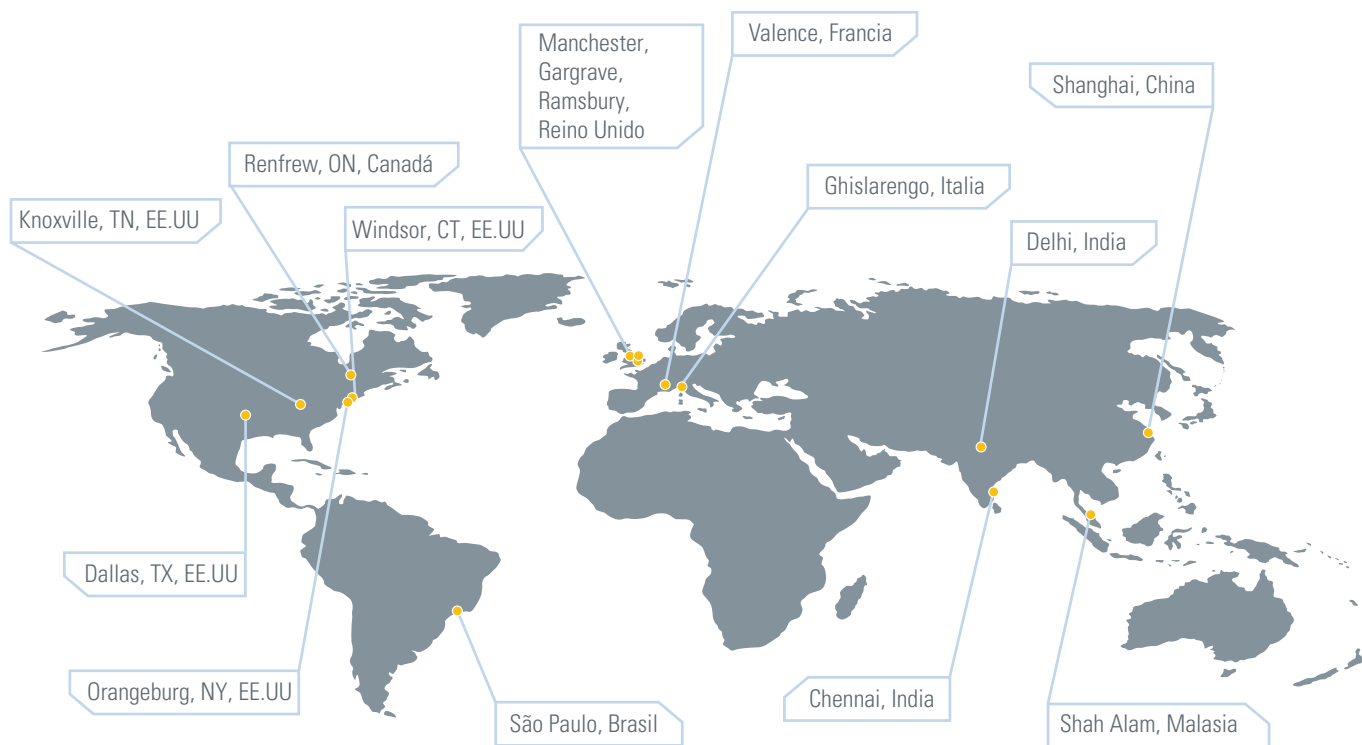 Valence, Francia
Manchester,
Gargrave,
Ramsbury,
Reino Unido
Shanghai, China
Renfrew, ON, Canadá
Ghislarengo, Italia
Knoxville, TN, EE.UU
Windsor, CT, EE.UU
Delhi, India
Dallas, TX, EE.UU
Orangeburg, NY, EE.UU
Chennai, India
São Paulo, Brasil
Shah Alam, Malasia